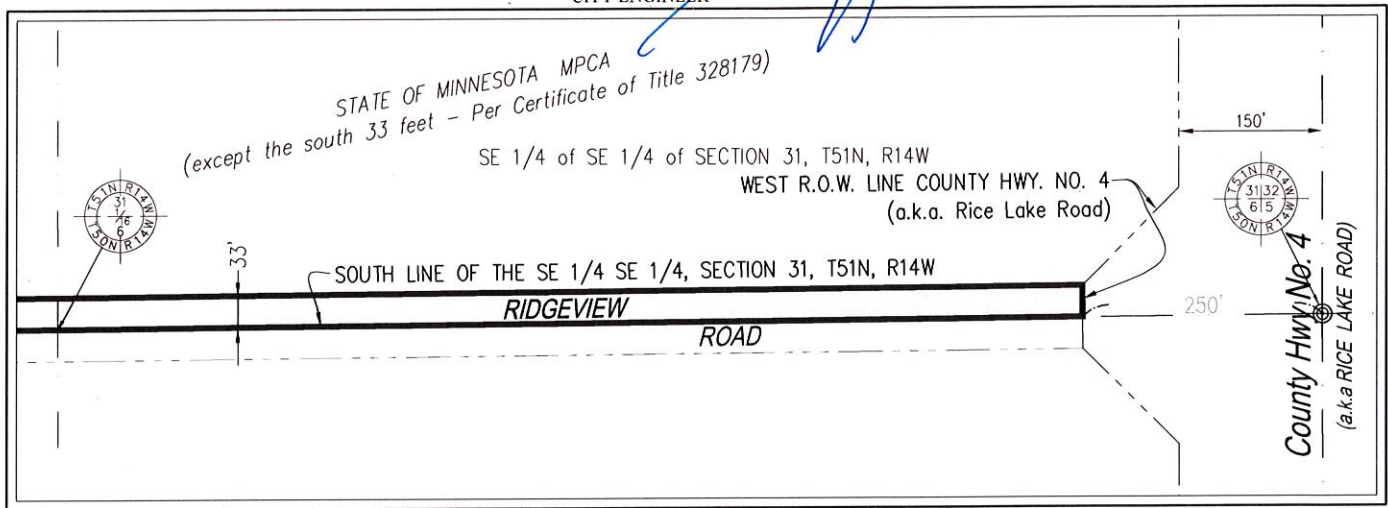 CITY ENGINEER
STATE OF MINNESOTA MPCA
(except the south 33 feet – Per Certificate of Title 328179)
SE 1/4 of SE 1/4 of SECTION 31, T51N, R14W
WEST R.O.W. LINE COUNTY HWY. NO. 4
(a.k.a. Rice Lake Road)
150'
T51N R14W
31
1/16
6
T50N R14W
T51N R14W
31 32
6 5
T50N R14W
33'
SOUTH LINE OF THE SE 1/4 SE 1/4, SECTION 31, T51N, R14W
RIDGEVIEW
ROAD
250'
County Hwy No. 4
(a.k.a RICE LAKE ROAD)